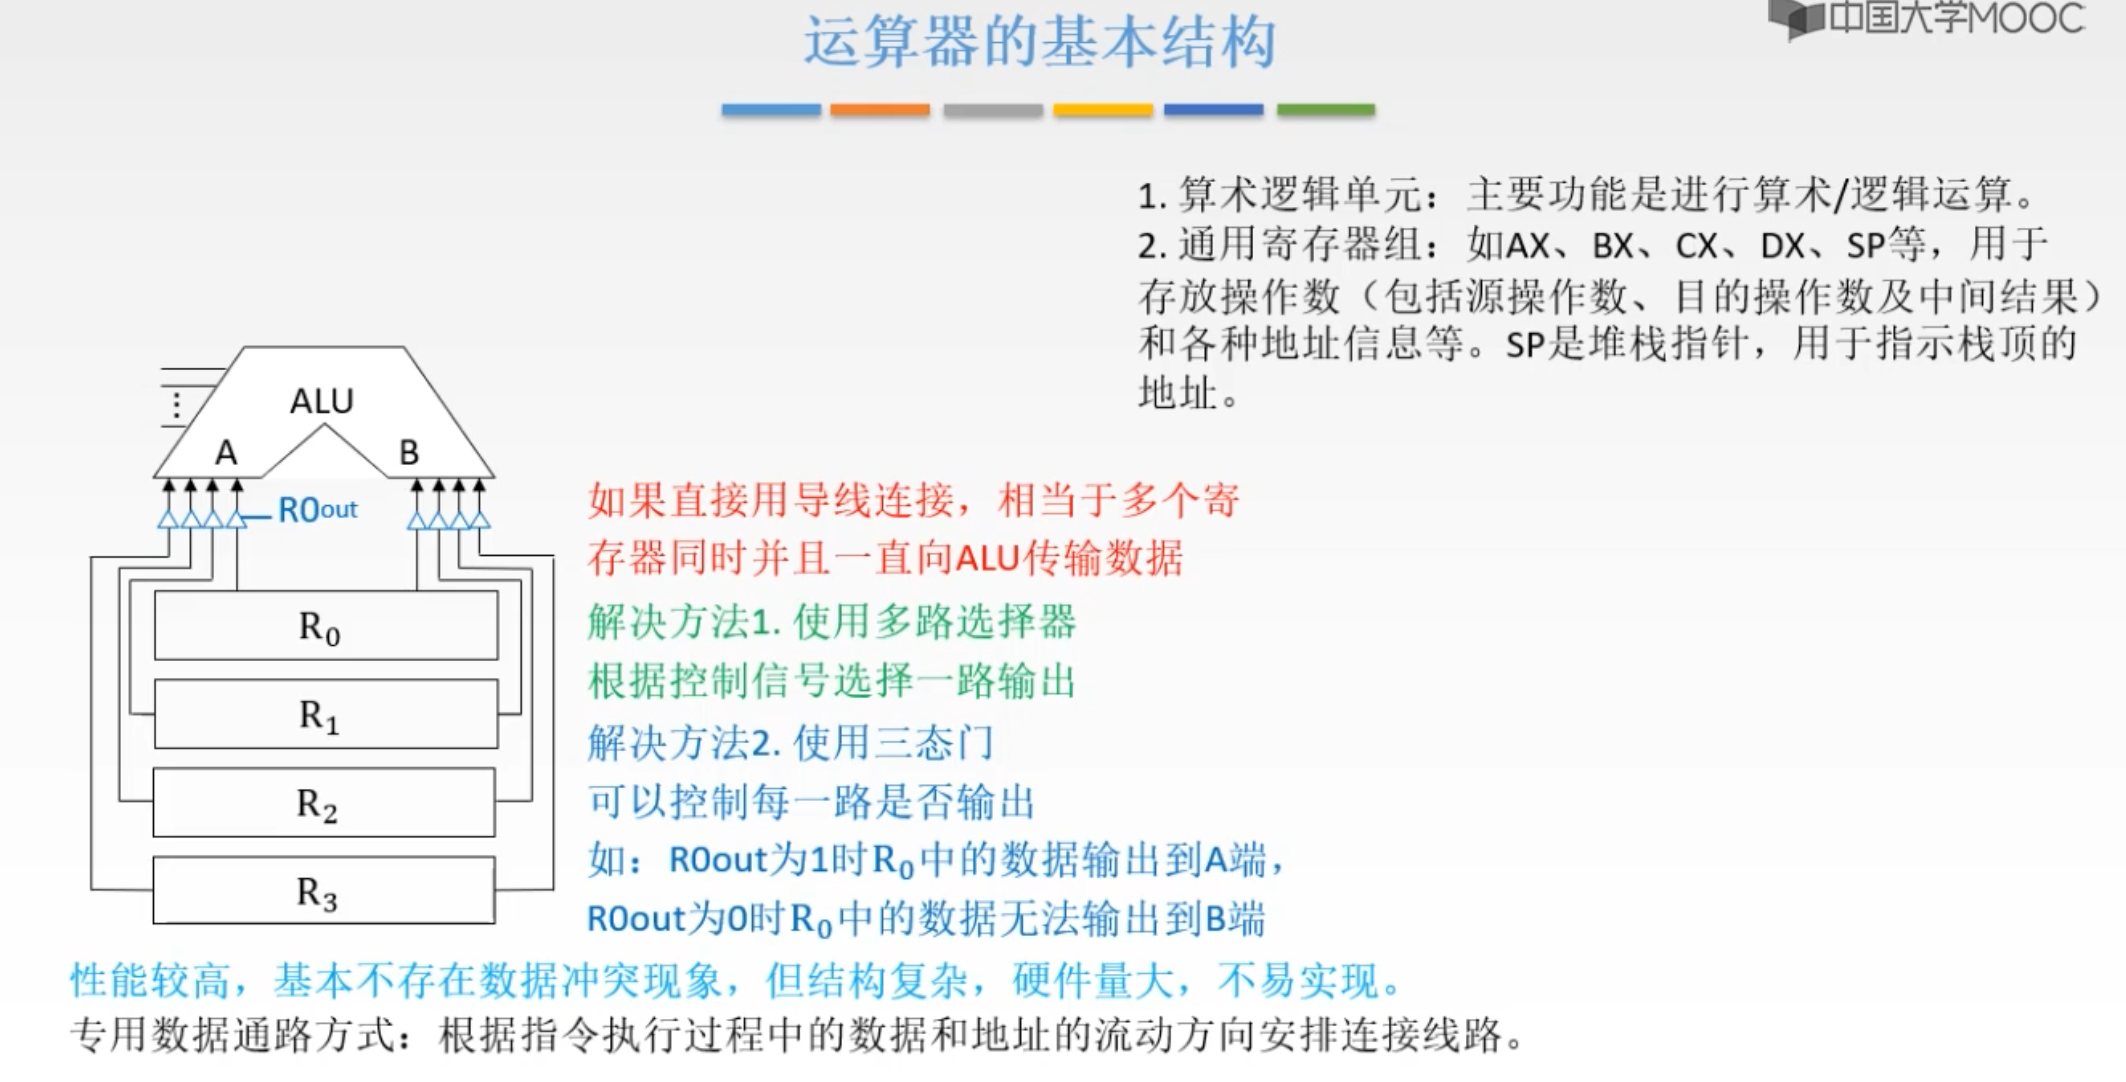 运算器的基本结构
中国大学MOOC
1. 算术逻辑单元：主要功能是进行算术/逻辑运算。
2. 通用寄存器组：如AX、BX、CX、DX、SP等，用于
存放操作数（包括源操作数、目的操作数及中间结果）
和各种地址信息等。SP是堆栈指针，用于指示栈顶的
地址。
ALU
A
B
R0out
R₀
R₁
R₂
R₃
如果直接用导线连接，相当于多个寄
存器同时并且一直向ALU传输数据
解决方法1. 使用多路选择器
根据控制信号选择一路输出
解决方法2. 使用三态门
可以控制每一路是否输出
如：R0out为1时R₀中的数据输出到A端，
R0out为0时R₀中的数据无法输出到B端
性能较高，基本不存在数据冲突现象，但结构复杂，硬件量大，不易实现。
专用数据通路方式：根据指令执行过程中的数据和地址的流动方向安排连接线路。